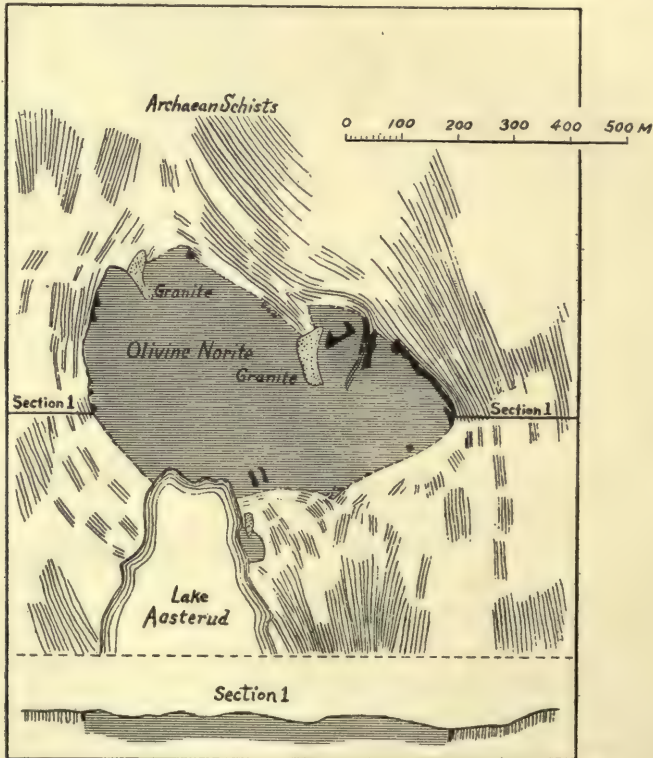 Archaean Schists
0 100 200 300 400 500 M
Granite
Olivine Norite
Granite
Section 1
Section 1
Lake
Aasterud
Section 1